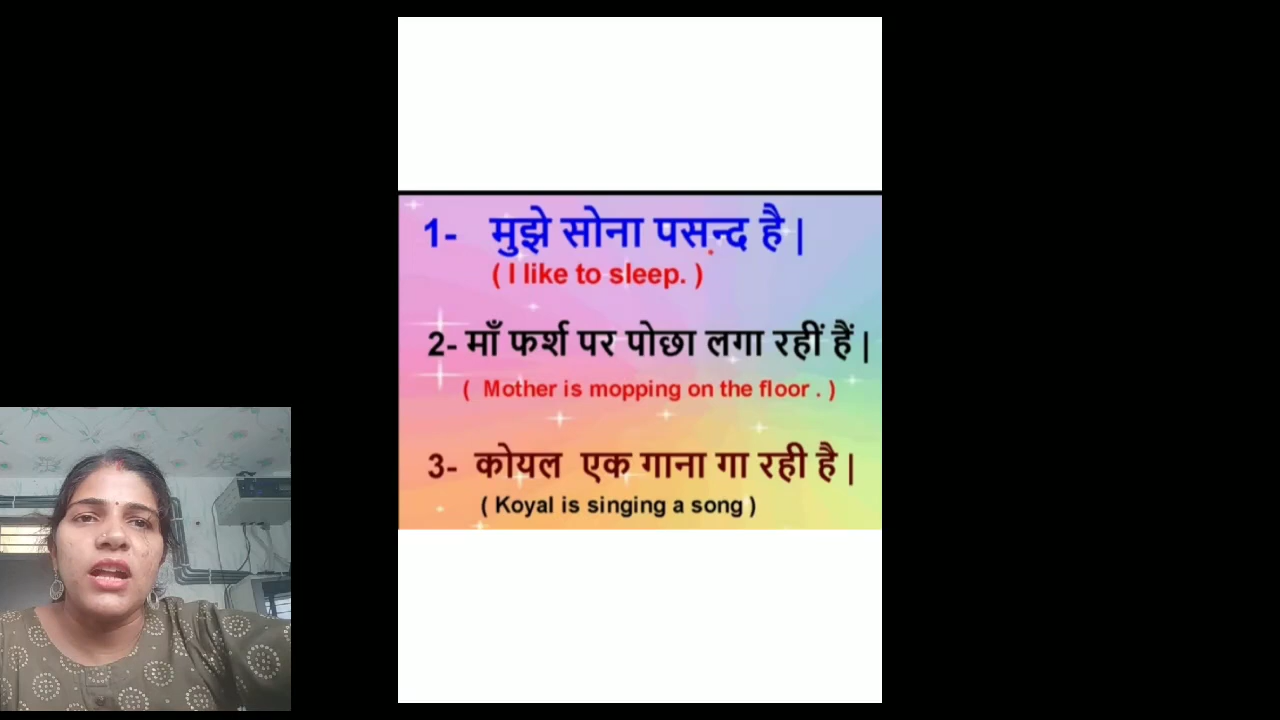 1- मुझे सोना पसन्द है |
( I like to sleep. )
2- माँ फर्श पर पोछा लगा रहीं हैं |
( Mother is mopping on the floor . )
3- कोयल एक गाना गा रही है |
( Koyal is singing a song )